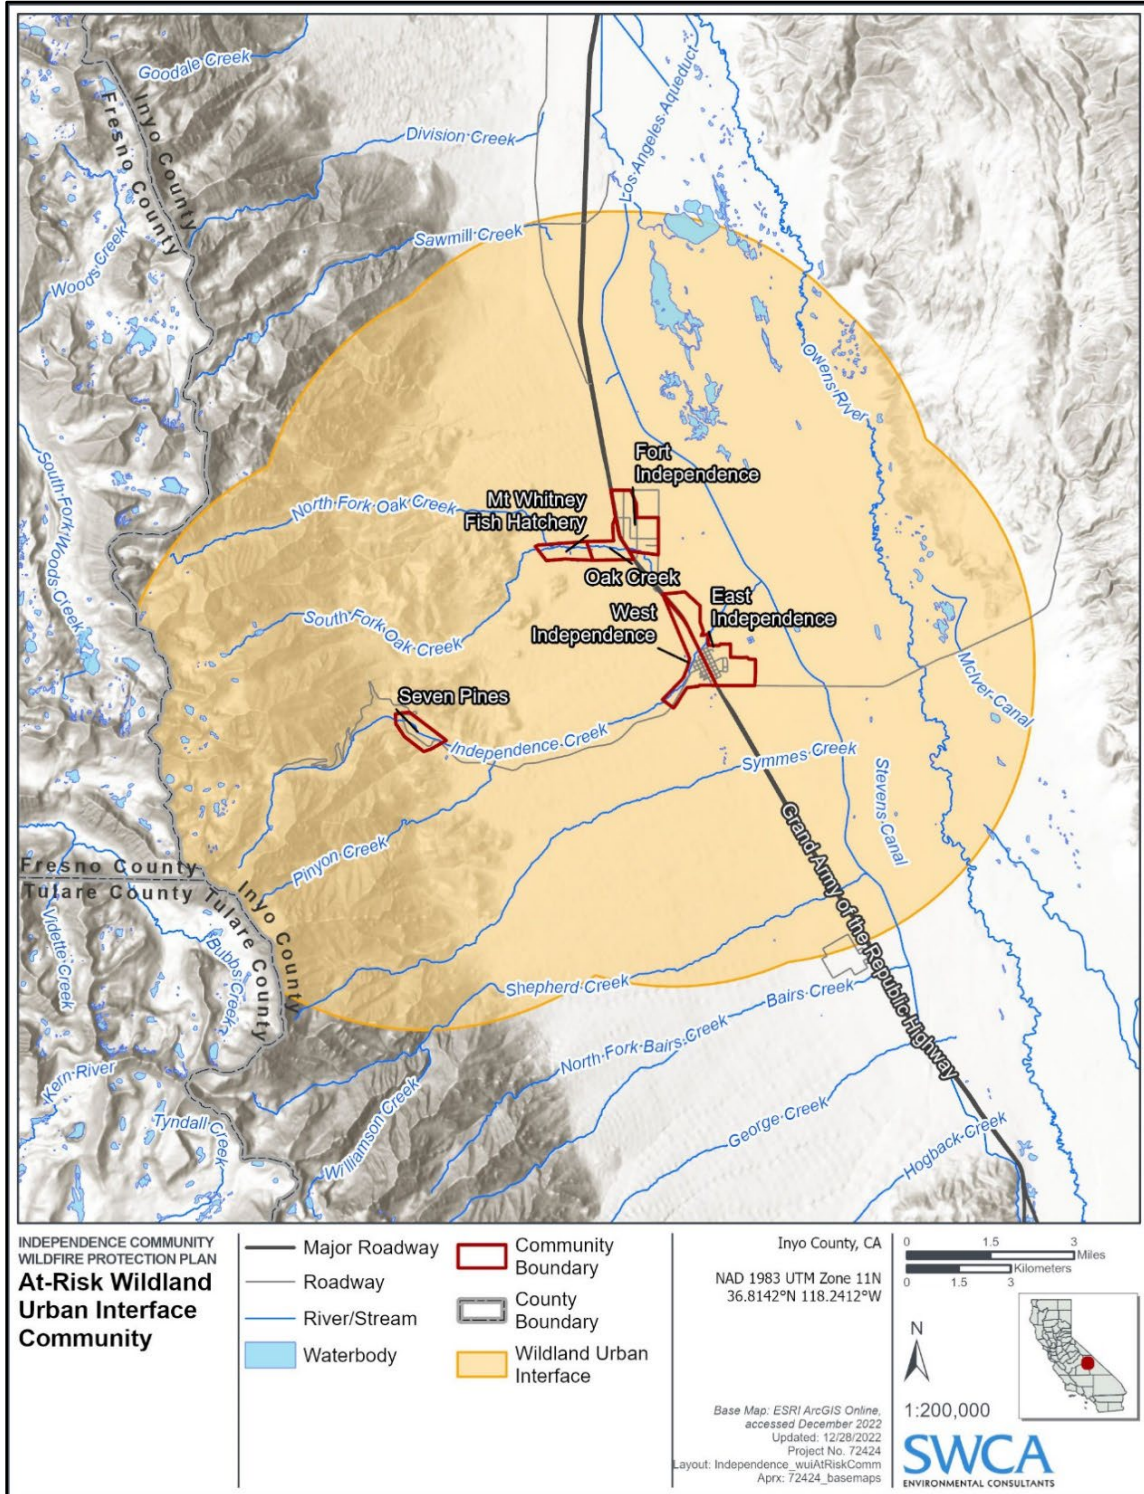 Goodale Creek
Inyo County
Fresno County
Division Creek
Los Angeles Aqueduct
Sawmill Creek
Woods Creek
Owens River
South Fork Woods Creek
Fort
Independence
Mt Whitney
Fish Hatchery
North Fork Oak Creek
Oak Creek
East
Independence
West
Independence
South Fork
Oak Creek
Seven Pines
McIver Canal
Independence Creek
Symmes Creek
Stevens Canal
Pinyon Creek
Grand Army of the Republic Highway
Fresno County
Tulare County
Inyo County
Tulare County
Vidette Creek
Bubbs Creek
Shepherd Creek
Bairs Creek
North Fork Bairs Creek
Kern River
Tyndall
Creek
Williamson Creek
George Creek
Hogback Creek
INDEPENDENCE COMMUNITY
WILDFIRE PROTECTION PLAN
At-Risk Wildland
Urban Interface
Community
Major Roadway
Roadway
River/Stream
Waterbody
Community
Boundary
County
Boundary
Wildland Urban
Interface
Inyo County, CA
NAD 1983 UTM Zone 11N
36.8142°N 118.2412°W
Base Map: ESRI ArcGIS Online,
accessed December 2022
Updated: 12/28/2022
Project No. 72424
Layout: Independence_wuiAtRiskComm
Aprx: 72424_basemaps
0 1.5 3
Miles
Kilometers
0 1.5 3
N
1:200,000
SWCA
ENVIRONMENTAL CONSULTANTS